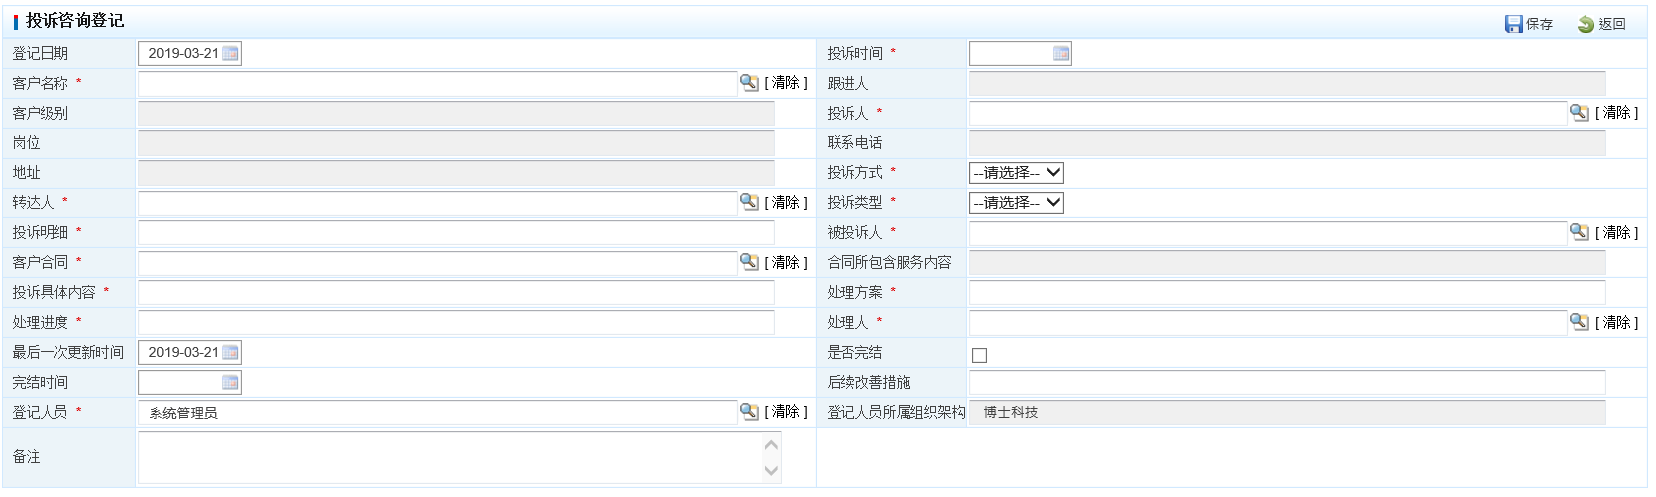 投诉咨询登记 保存 返回
登记日期 2019-03-21 投诉时间 *
客户名称 * [ 清除 ] 跟进人
客户级别 投诉人 * [ 清除 ]
岗位 联系电话
地址 投诉方式 * --请选择--
转达人 * [ 清除 ] 投诉类型 * --请选择--
投诉明细 * 被投诉人 * [ 清除 ]
客户合同 * [ 清除 ] 合同所包含服务内容
投诉具体内容 * 处理方案 *
处理进度 * 处理人 * [ 清除 ]
最后一次更新时间 2019-03-21 是否完结
完结时间 后续改善措施
登记人员 * 系统管理员 [ 清除 ] 登记人员所属组织架构 博士科技
备注